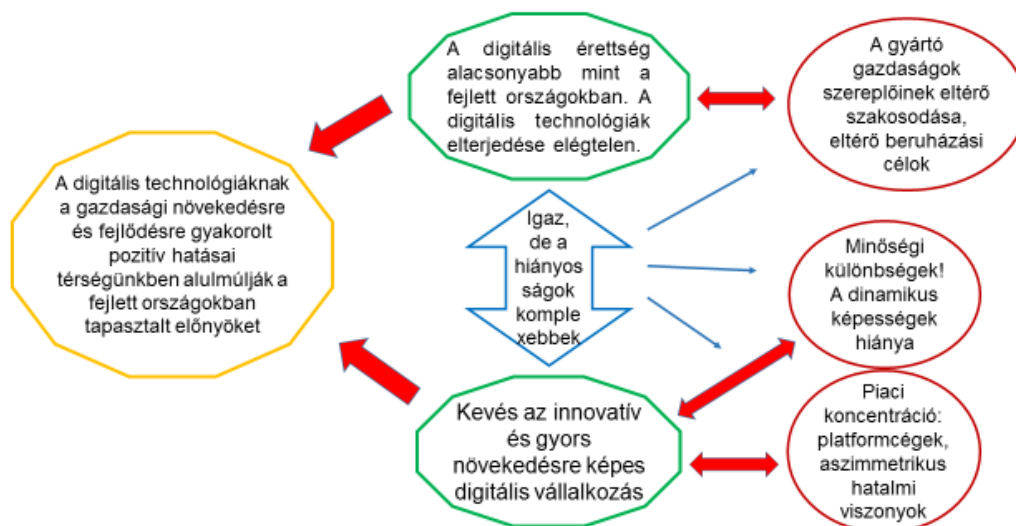 A digitális érettség
alacsonyabb mint a
fejlett országokban. A
digitális technológiák
elterjedése elégtelen.
A gyártó
gazdaságok
szereplőinek eltérő
szakosodása,
eltérő beruházási
célok
A digitális technológiáknak
a gazdasági növekedésre
és fejlődésre gyakorolt
pozitív hatásai
térségünkben alulmúlják a
fejlett országokban
tapasztalt előnyöket
Igaz,
de a
hiányos
ságok
komple
xebbek
Minőségi
különbségek!
A dinamikus
képességek
hiánya
Kevés az innovatív
és gyors
növekedésre képes
digitális vállalkozás
Piaci
koncentráció:
platformcégek,
aszimmetrikus
hatalmi
viszonyok